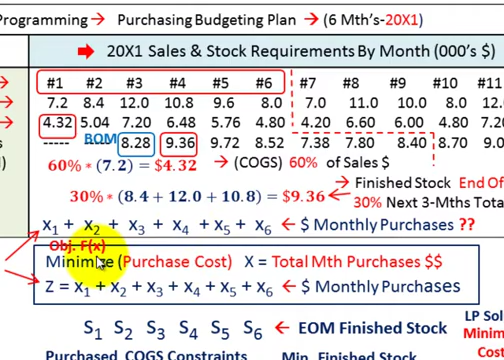 Programming → Purchasing Budgeting Plan → (6 Mth's-20X1)
→ 20X1 Sales & Stock Requirements By Month (000's $)
→ #1 #2 #3 #4 #5 #6 #7 #8 #9 #10 #11
→ 7.2 8.4 12.0 10.8 9.6 8.0 7.0 11.0 10.0 8.0 12.
→ 4.32 5.04 7.20 6.48 5.76 4.80 4.20 6.60 6.00 4.80 7.2
s ----- BOM 8.28 9.36 9.72 8.52 7.38 7.80 8.40 8.70 9.0
) 60% * (7.2) = $4.32 → (COGS) 60% of Sales $
30% * (8.4 + 12.0 + 10.8) = $9.36 → Finished Stock End Of
30% Next 3-Mths Tota
x1 + x2 + x3 + x4 + x5 + x6 ← $ Monthly Purchases ??
Obj. F(x)
Minimize (Purchase Cost) X = Total Mth Purchases $$
Z = x1 + x2 + x3 + x4 + x5 + x6 ← $ Monthly Purchases
S1 S2 S3 S4 S5 S6 ← EOM Finished Stock
LP Sol
Minim
Cost
Purchased COGS Constraints Min. Finished Stock